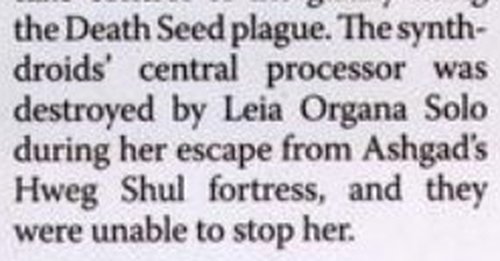 the Death Seed plague. The synth-
droids’ central processor was
destroyed by Leia Organa Solo
during her escape from Ashgad’s
Hweg Shul fortress, and they
were unable to stop her.